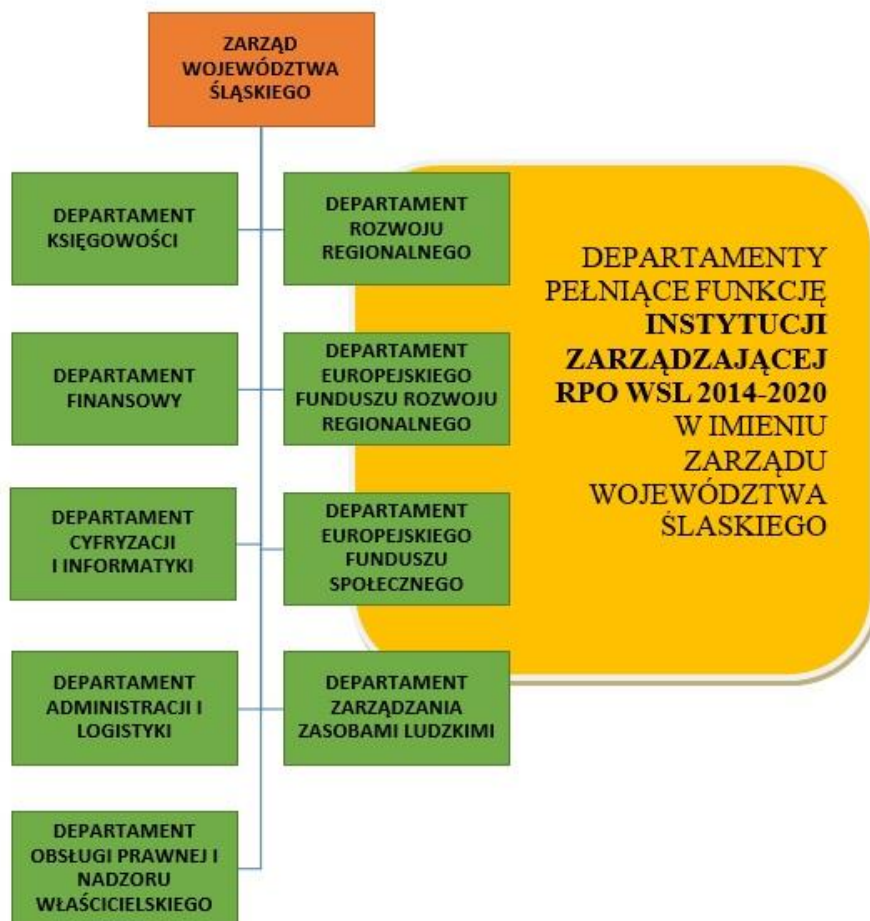 ZARZĄD
WOJEWÓDZTWA
ŚLĄSKIEGO
DEPARTAMENT
KSIĘGOWOŚCI
DEPARTAMENT
ROZWOJU
REGIONALNEGO
DEPARTAMENT
FINANSOWY
DEPARTAMENT
EUROPEJSKIEGO
FUNDUSZU ROZWOJU
REGIONALNEGO
DEPARTAMENT
CYFRYZACJI
I INFORMATYKI
DEPARTAMENT
EUROPEJSKIEGO
FUNDUSZU
SPOŁECZNEGO
DEPARTAMENT
ADMINISTRACJI I
LOGISTYKI
DEPARTAMENT
ZARZĄDZANIA
ZASOBAMI LUDZKIMI
DEPARTAMENT
OBSŁUGI PRAWNEJ I
NADZORU
WŁAŚCICIELSKIEGO
DEPARTAMENTY
PEŁNIĄCE FUNKCJĘ
INSTYTUCJI
ZARZĄDZAJĄCEJ
RPO WSL 2014-2020
W IMIENIU
ZARZĄDU
WOJEWÓDZTWA
ŚLASKIEGO